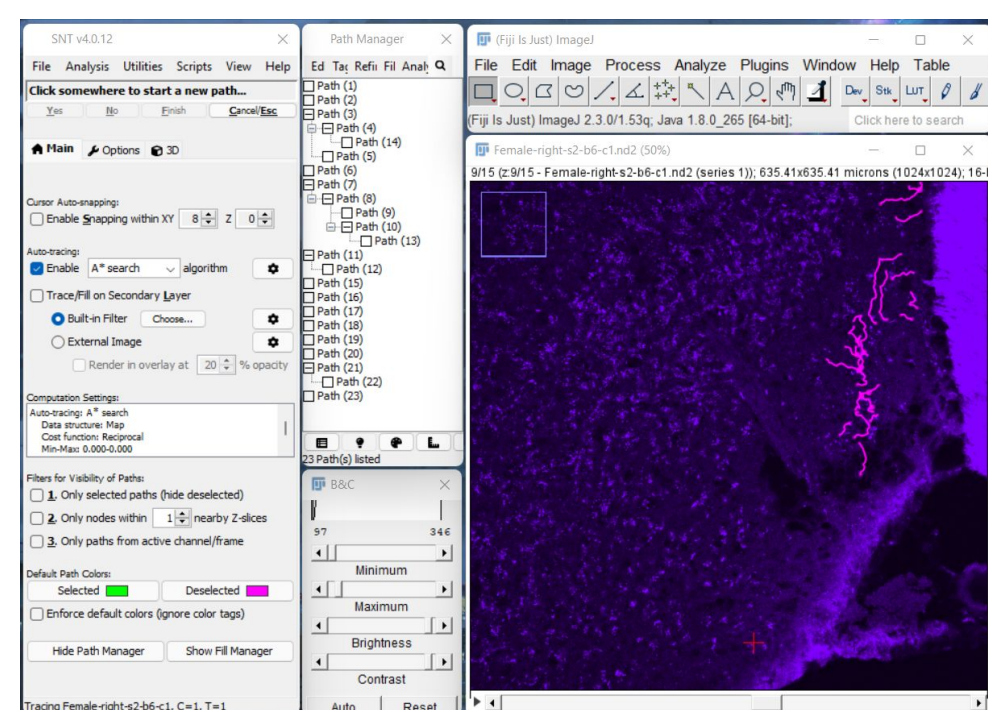 SNT v4.0.12
File Analysis Utilities Scripts View Help
Click somewhere to start a new path...
Yes No Finish Cancel/Esc
Main Options 3D
Cursor Auto-snapping:
Enable Snapping within XY 8 Z 0
Auto-tracing:
Enable A* search algorithm
Trace/Fill on Secondary Layer
Built-in Filter Choose...
External Image
Render in overlay at 20 % opacity
Computation Settings:
Auto-tracing: A* search
Data structure: Map
Cost function: Reciprocal
Min-Max: 0.000-0.000
Filters for Visibility of Paths:
1. Only selected paths (hide deselected)
2. Only nodes within 1 nearby Z-slices
3. Only paths from active channel/frame
Default Path Colors:
Selected Deselected
Enforce default colors (ignore color tags)
Hide Path Manager Show Fill Manager
Tracing Female-right-s2-b6-c1, C=1, T=1
Path Manager
Ed Tag Refi Fil Anal
Path (1)
Path (2)
Path (3)
Path (4)
Path (14)
Path (5)
Path (6)
Path (7)
Path (8)
Path (9)
Path (10)
Path (13)
Path (11)
Path (12)
Path (15)
Path (16)
Path (17)
Path (18)
Path (19)
Path (20)
Path (21)
Path (22)
Path (23)
23 Path(s) listed
B&C
97 346
Minimum
Maximum
Brightness
Contrast
Auto Reset
(Fiji Is Just) ImageJ
File Edit Image Process Analyze Plugins Window Help Table
A Dev Stk LUT
(Fiji Is Just) ImageJ 2.3.0/1.53q; Java 1.8.0_265 [64-bit]; Click here to search
Female-right-s2-b6-c1.nd2 (50%)
9/15 (z:9/15 - Female-right-s2-b6-c1.nd2 (series 1)); 635.41x635.41 microns (1024x1024); 16-